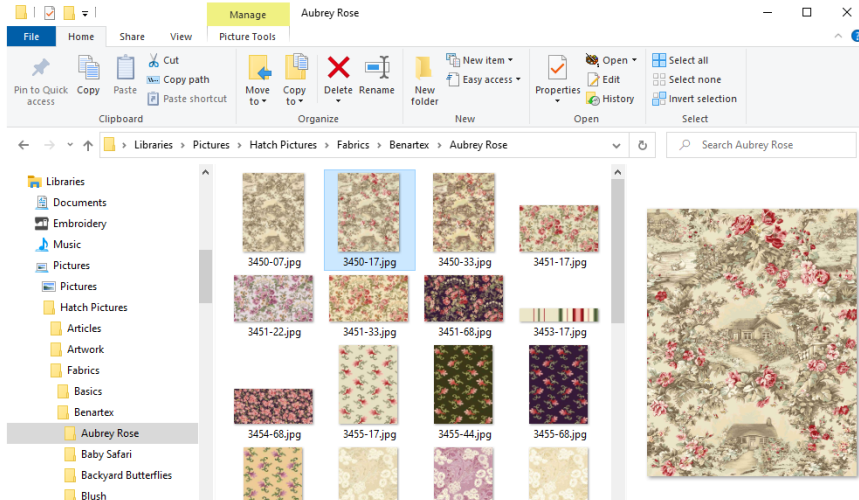 Manage
Aubrey Rose
File
Home
Share
View
Picture Tools
Pin to Quick access
Copy
Paste
Cut
Copy path
Paste shortcut
Clipboard
Move to
Copy to
Delete
Rename
Organize
New folder
New item
Easy access
New
Properties
Open
Edit
History
Open
Select all
Select none
Invert selection
Select
Libraries > Pictures > Hatch Pictures > Fabrics > Benartex > Aubrey Rose
Search Aubrey Rose
Libraries
Documents
Embroidery
Music
Pictures
Pictures
Hatch Pictures
Articles
Artwork
Fabrics
Basics
Benartex
Aubrey Rose
Baby Safari
Backyard Butterflies
Blush
3450-07.jpg
3450-17.jpg
3450-33.jpg
3451-17.jpg
3451-22.jpg
3451-33.jpg
3451-68.jpg
3453-17.jpg
3454-68.jpg
3455-17.jpg
3455-44.jpg
3455-68.jpg